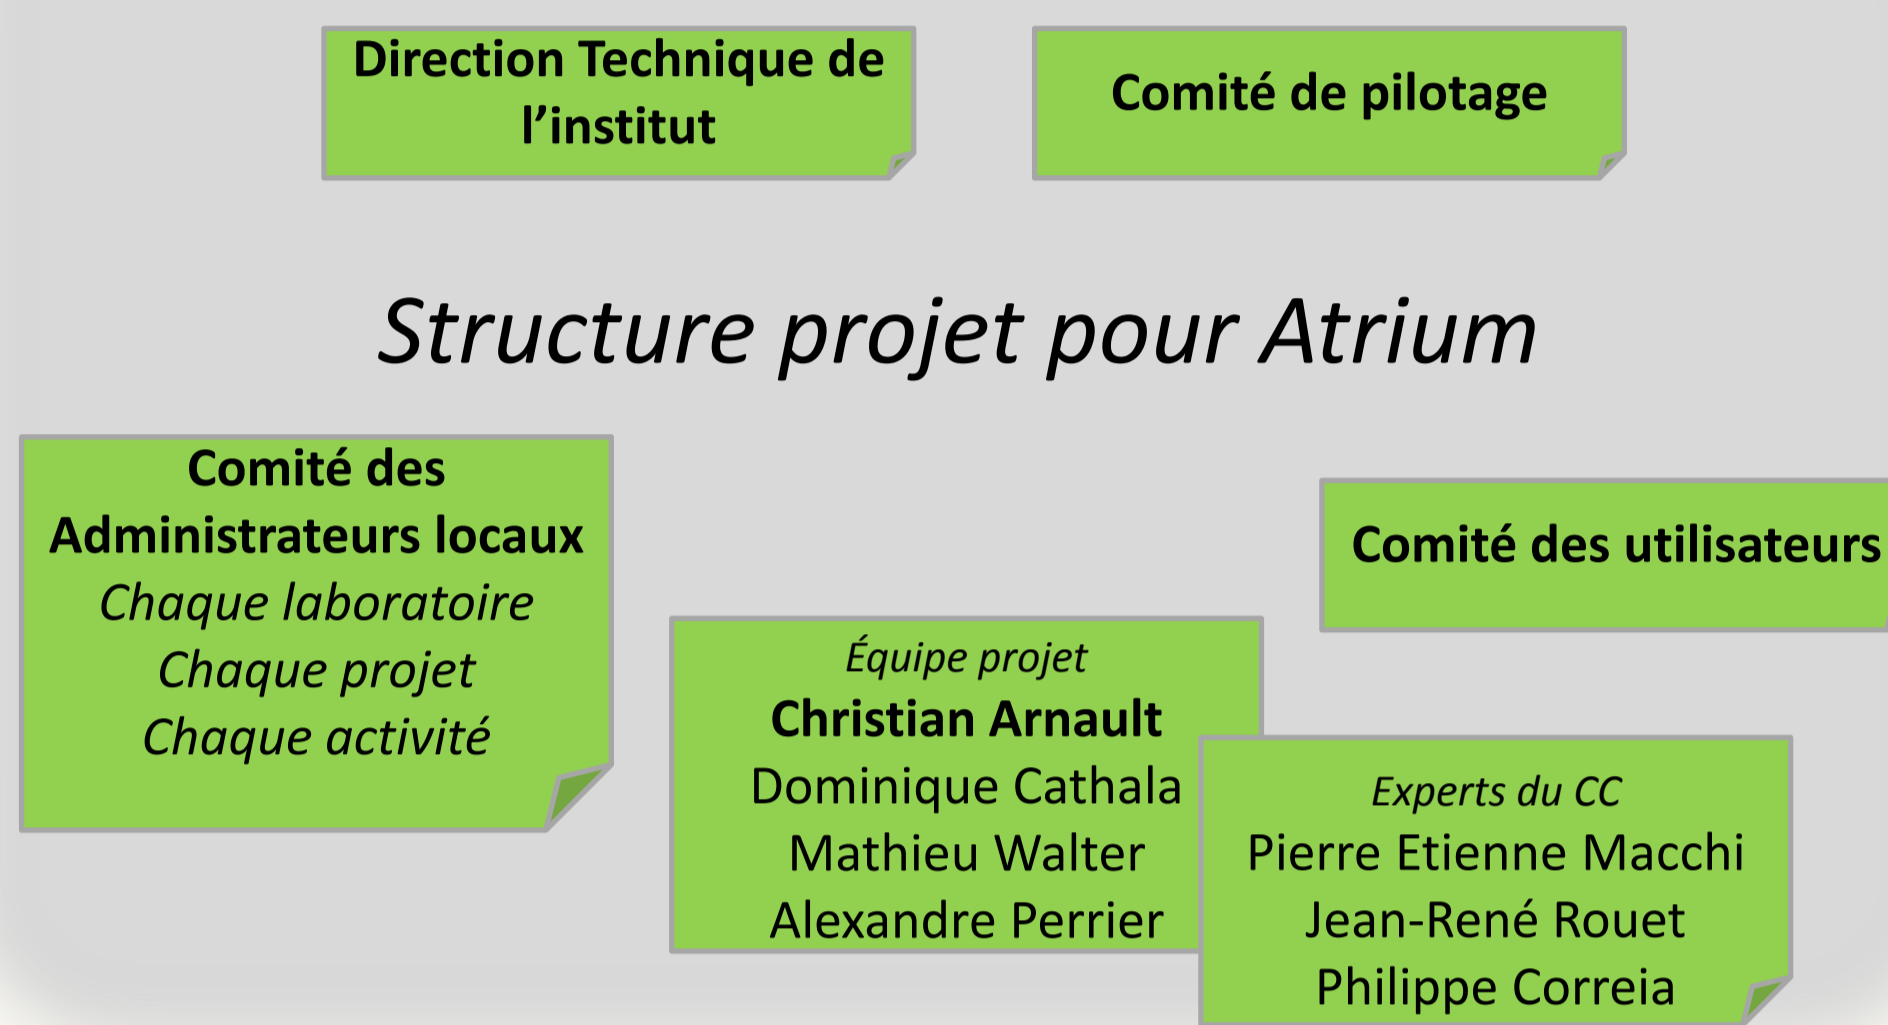 Direction Technique de
l’institut
Comité de pilotage
Structure projet pour Atrium
Comité des
Administrateurs locaux
Chaque laboratoire
Chaque projet
Chaque activité
Comité des utilisateurs
Équipe projet
Christian Arnault
Dominique Cathala
Mathieu Walter
Alexandre Perrier
Experts du CC
Pierre Etienne Macchi
Jean-René Rouet
Philippe Correia